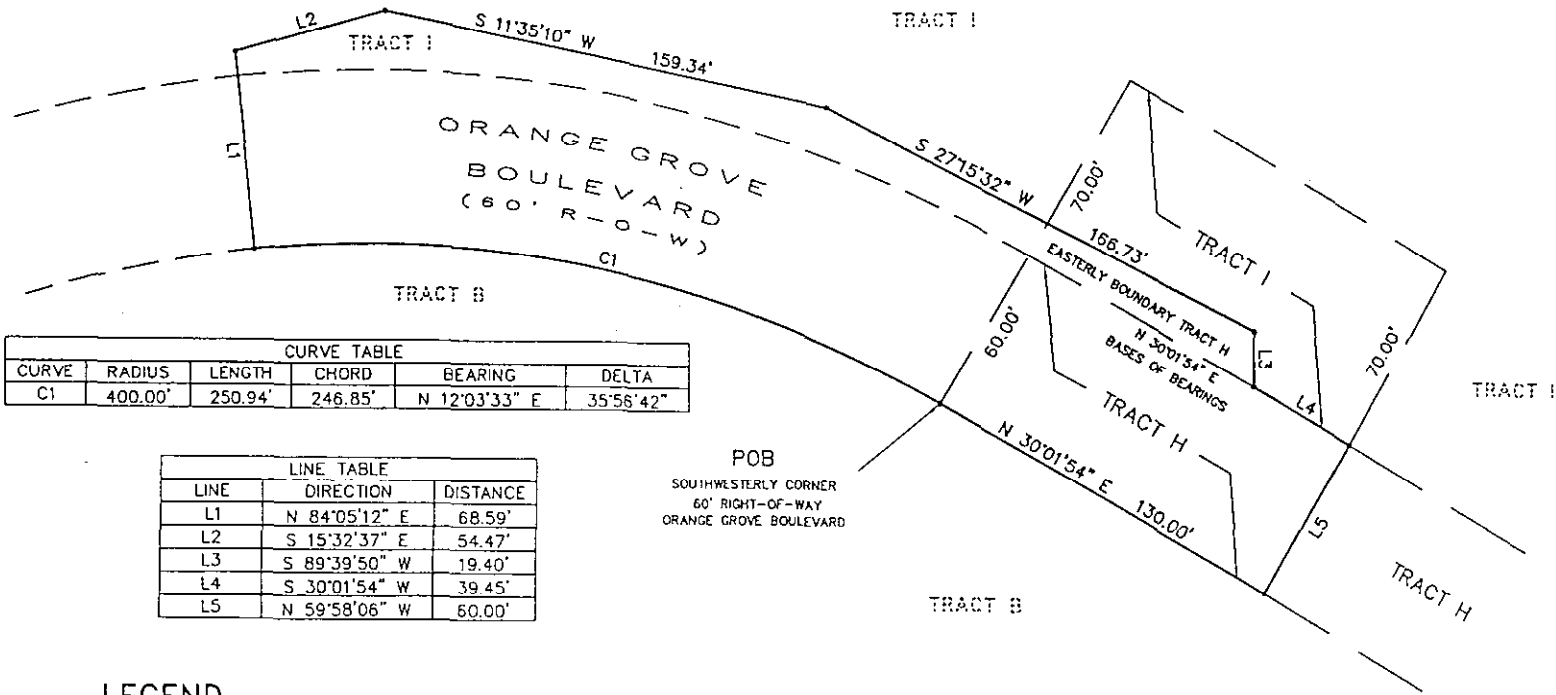 L2
S 11°35'10" W
159.34'
TRACT I
TRACT I
L1
ORANGE GROVE
BOULEVARD
(60' R-O-W)
S 27°15'32" W
166.73'
70.00'
TRACT I
EASTERLY BOUNDARY TRACT H
N 30°01'54" E
BASES OF BEARINGS
L3
L4
70.00'
TRACT I
C1
TRACT B
60.00'
TRACT H
N 30°01'54" E 130.00'
L5
TRACT H
TRACT B
POB
SOUTHWESTERLY CORNER
60' RIGHT-OF-WAY
ORANGE GROVE BOULEVARD
CURVE TABLE
CURVE RADIUS LENGTH CHORD BEARING DELTA
C1 400.00' 250.94' 246.85' N 12°03'33" E 35°56'42"
LINE TABLE
LINE DIRECTION DISTANCE
L1 N 84°05'12" E 68.59'
L2 S 15°32'37" E 54.47'
L3 S 89°39'50" W 19.40'
L4 S 30°01'54" W 39.45'
L5 N 59°58'06" W 60.00'
LEGEND